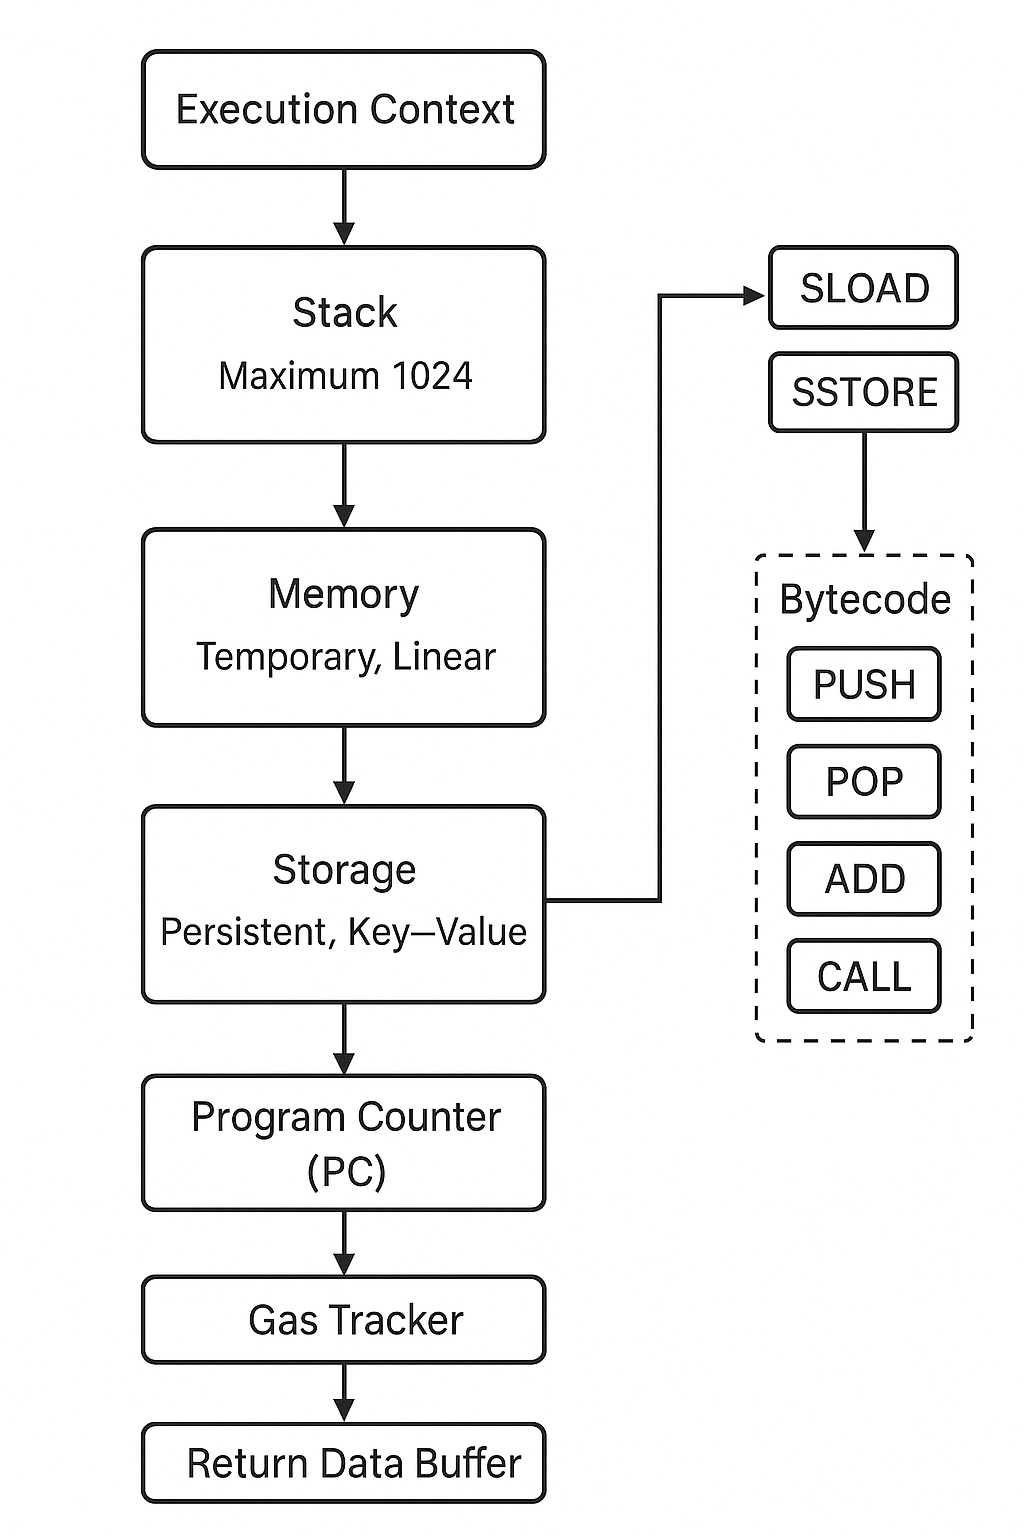 Execution Context
Stack
Maximum 1024
Memory
Temporary, Linear
Storage
Persistent, Key–Value
Program Counter
(PC)
Gas Tracker
Return Data Buffer
SLOAD
SSTORE
Bytecode
PUSH
POP
ADD
CALL